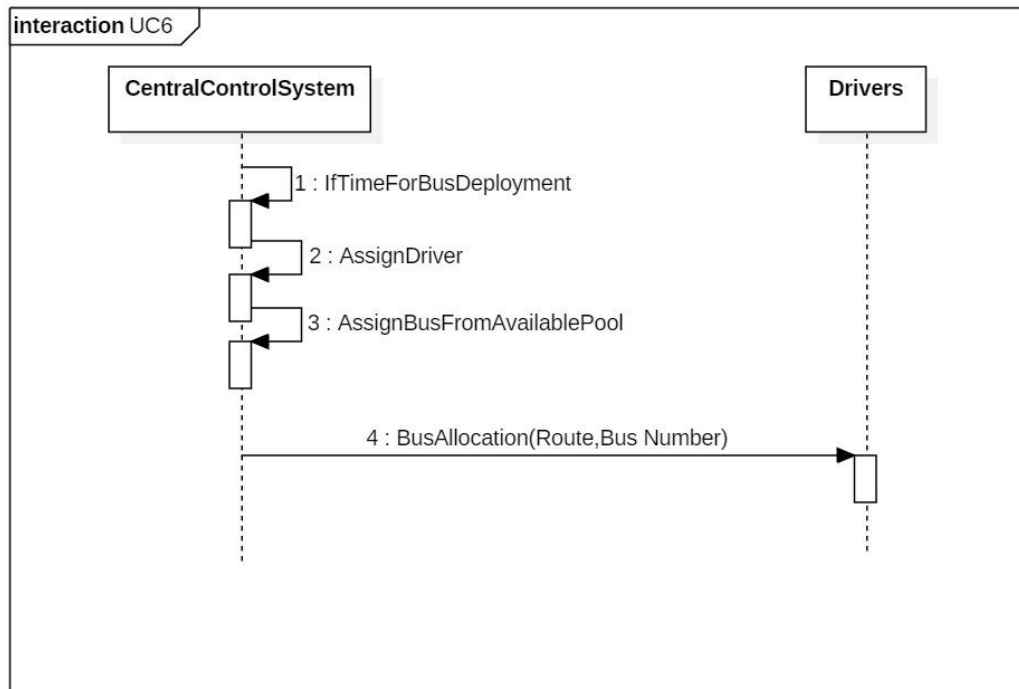 interaction UC6
CentralControlSystem
Drivers
1 : IfTimeForBusDeployment
2 : AssignDriver
3 : AssignBusFromAvailablePool
4 : BusAllocation(Route,Bus Number)